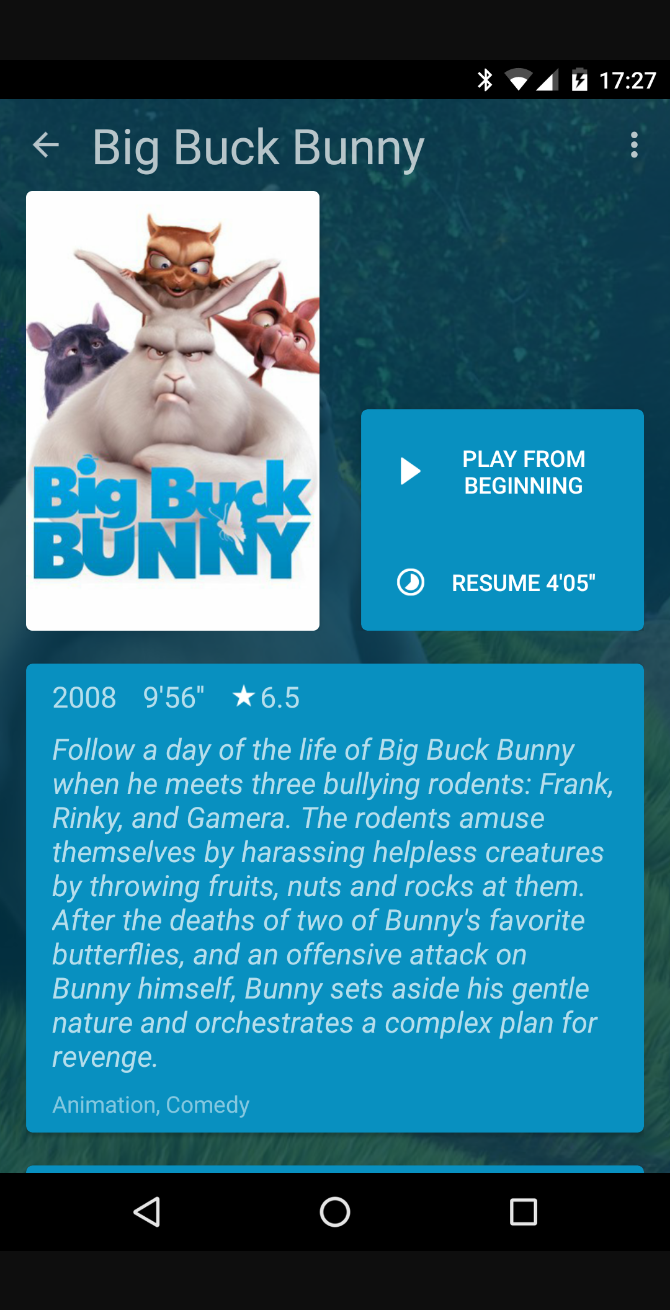 17:27
Big Buck Bunny
Big Buck
BUNNY
PLAY FROM
BEGINNING
RESUME 4'05"
2008 9'56" ★6.5
Follow a day of the life of Big Buck Bunny
when he meets three bullying rodents: Frank,
Rinky, and Gamera. The rodents amuse
themselves by harassing helpless creatures
by throwing fruits, nuts and rocks at them.
After the deaths of two of Bunny's favorite
butterflies, and an offensive attack on
Bunny himself, Bunny sets aside his gentle
nature and orchestrates a complex plan for
revenge.
Animation, Comedy